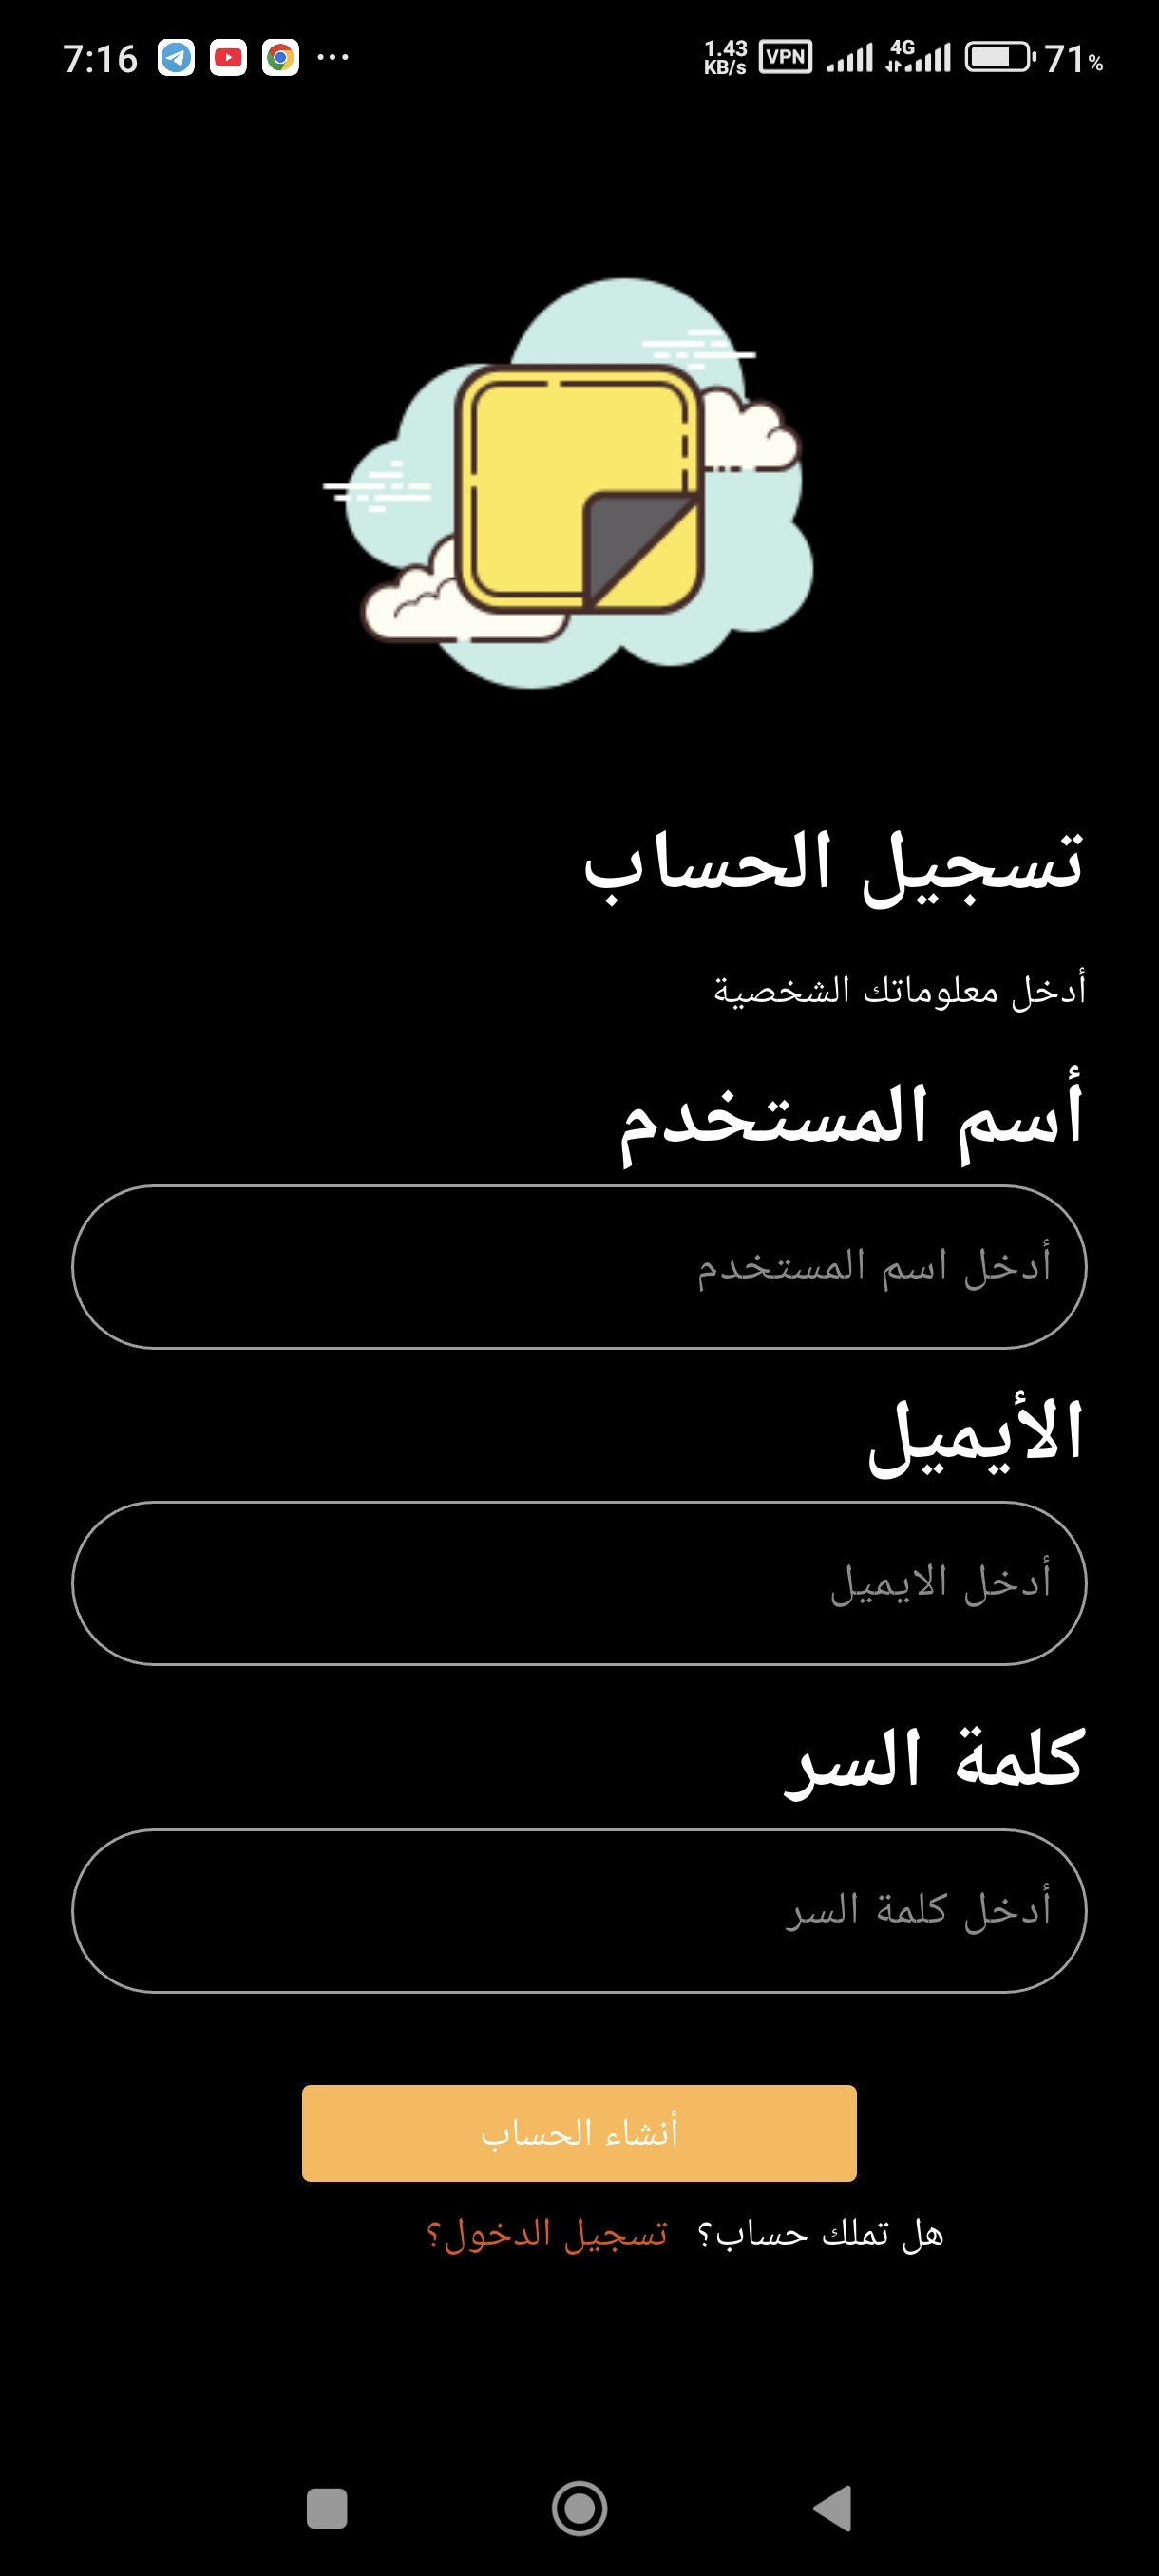 7:16 ... 1.43 KB/s VPN 4G 71%
تسجيل الحساب
أدخل معلوماتك الشخصية
أسم المستخدم
أدخل اسم المستخدم
الأيميل
أدخل الايميل
كلمة السر
أدخل كلمة السر
أنشاء الحساب
هل تملك حساب؟ تسجيل الدخول؟